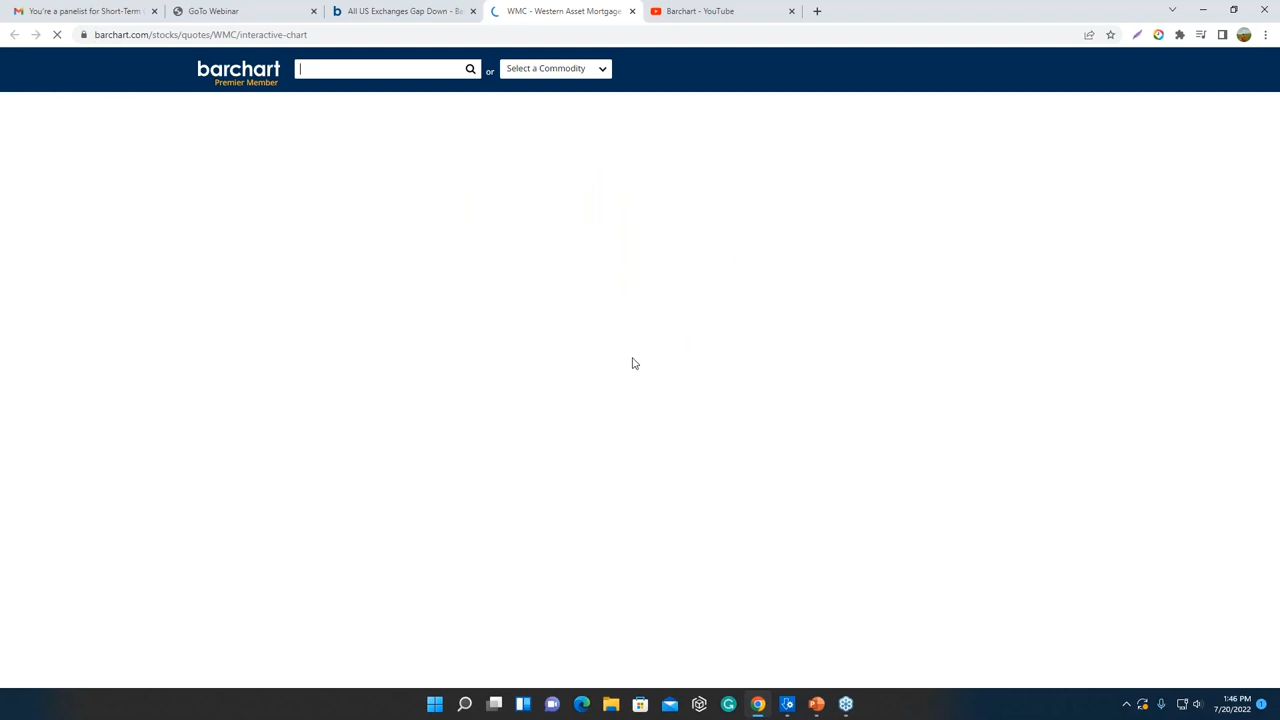 You're a panelist for Short-Term
GoTo Webinar
All US Exchanges Gap Down - Ba
WMC - Western Asset Mortgage
Barchart - YouTube
barchart.com/stocks/quotes/WMC/interactive-chart
barchart
Premier Member
or
Select a Commodity
1:46 PM
7/20/2022